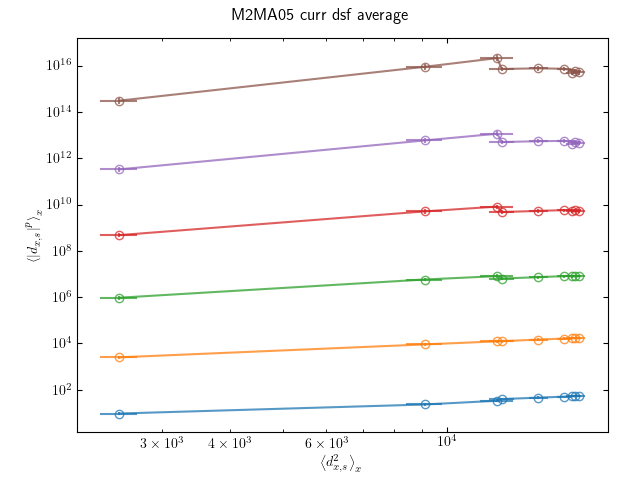 M2MA05 curr dsf average
10^16
10^14
10^12
10^10
10^8
10^6
10^4
10^2
⟨|d_{x,s}|^p⟩_x
3 × 10^3
4 × 10^3
6 × 10^3
10^4
⟨d_{x,s}^2⟩_x